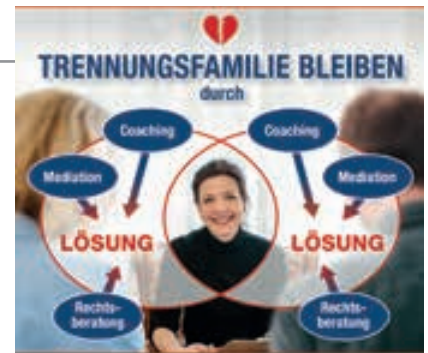 TRENNUNGSFAMILIE BLEIBEN
durch
Coaching
Coaching
Mediation
Mediation
LÖSUNG
LÖSUNG
Rechts-
beratung
Rechts-
beratung